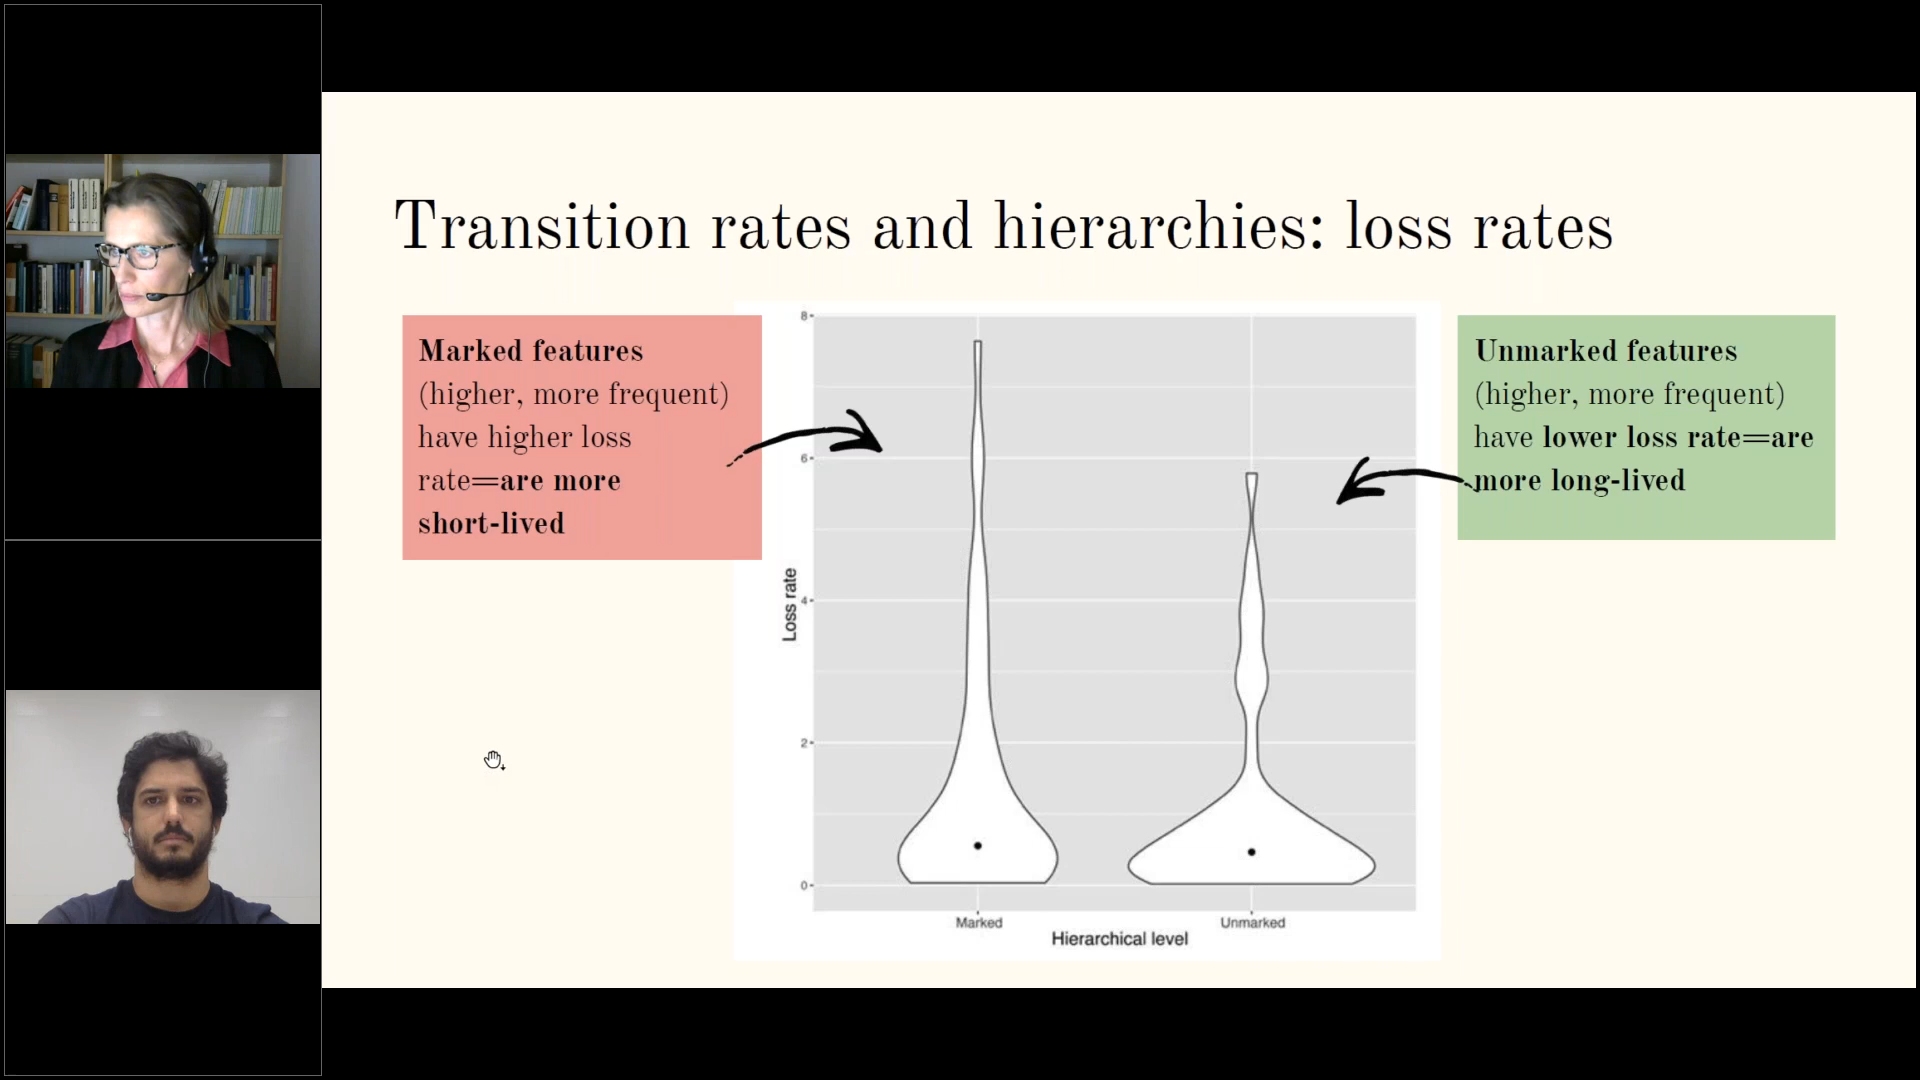 Transition rates and hierarchies: loss rates
Marked features
(higher, more frequent)
have higher loss
rate=are more
short-lived
Unmarked features
(higher, more frequent)
have lower loss rate=are
more long-lived
8
6
4
2
0
Loss rate
Marked
Unmarked
Hierarchical level